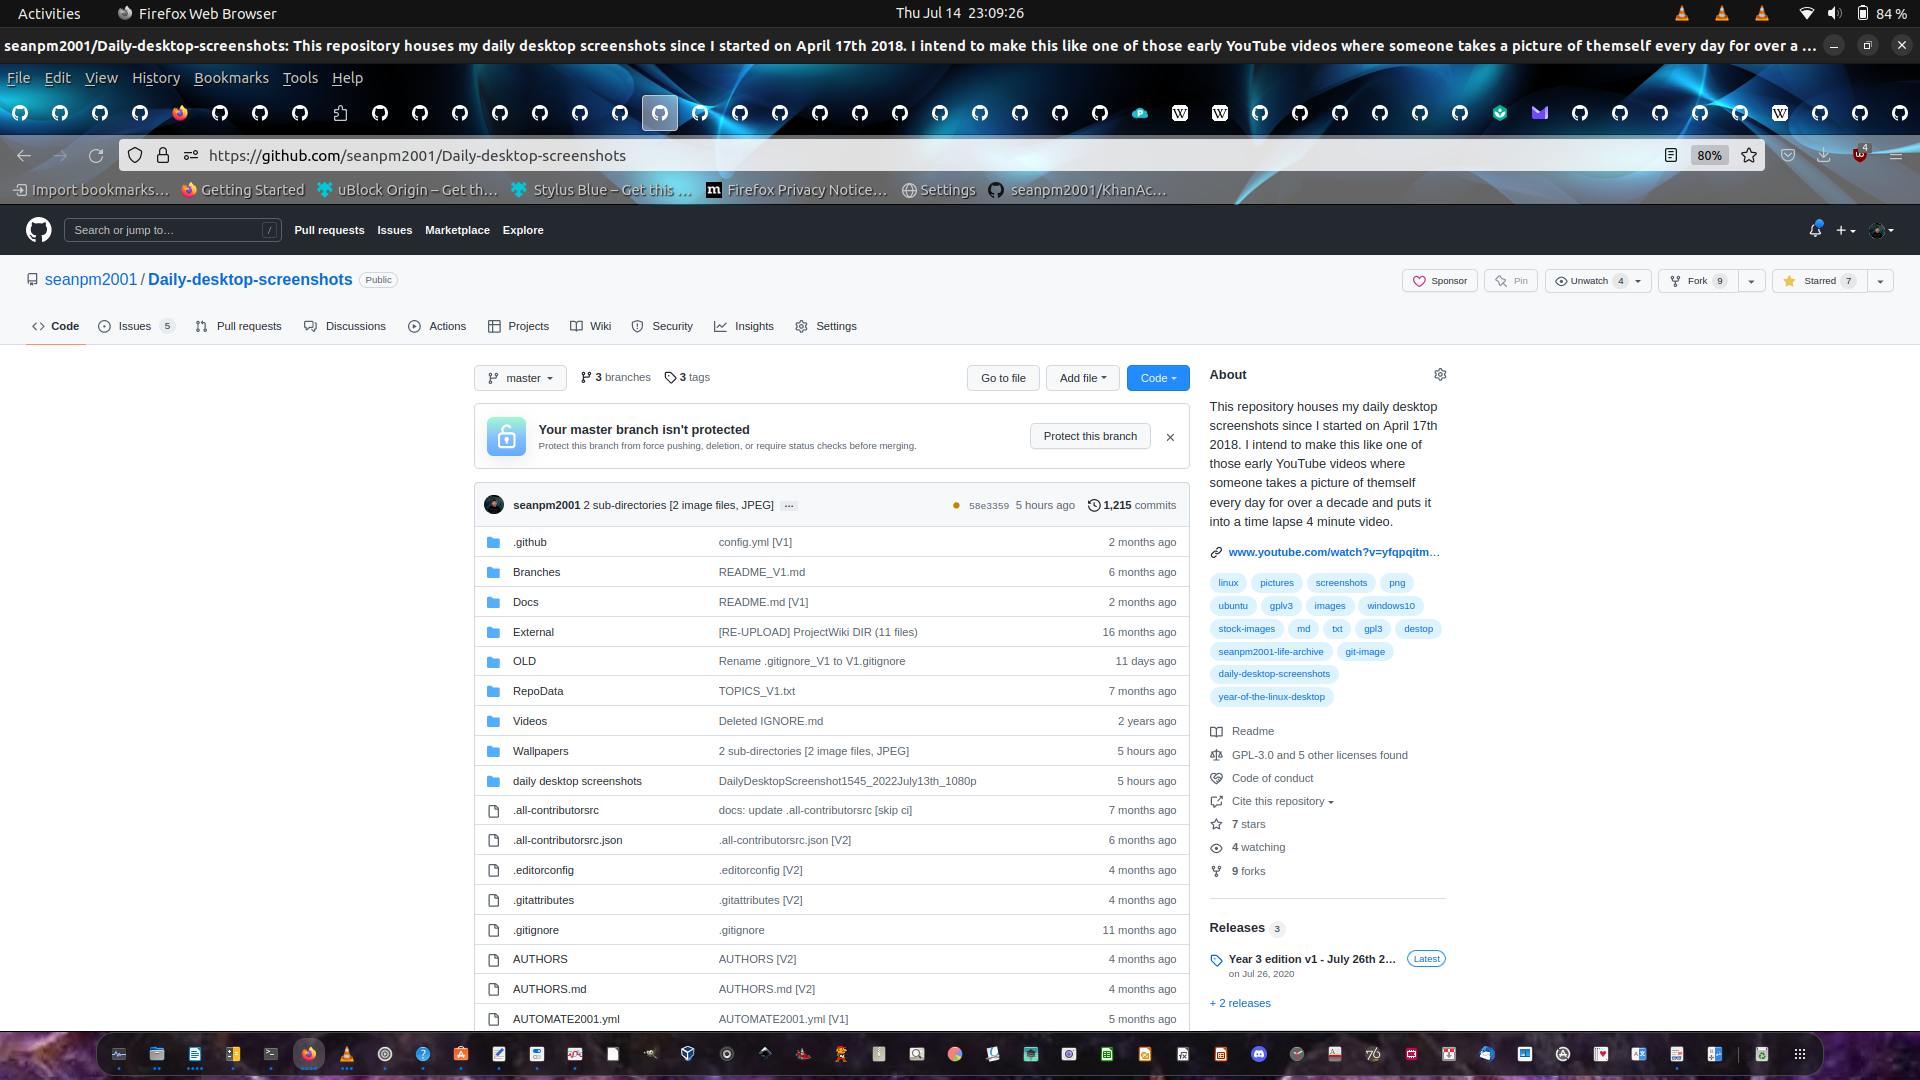 Activities Firefox Web Browser Thu Jul 14 23:09:26 84 %
seanpm2001/Daily-desktop-screenshots: This repository houses my daily desktop screenshots since I started on April 17th 2018. I intend to make this like one of those early YouTube videos where someone takes a picture of themself every day for over a ...
File Edit View History Bookmarks Tools Help
https://github.com/seanpm2001/Daily-desktop-screenshots 80% 4
Import bookmarks... Getting Started uBlock Origin – Get th... Stylus Blue – Get this ... Firefox Privacy Notice... Settings seanpm2001/KhanAc...
Search or jump to... / Pull requests Issues Marketplace Explore
seanpm2001 / Daily-desktop-screenshots Public Sponsor Pin Unwatch 4 Fork 9 Starred 7
Code Issues 5 Pull requests Discussions Actions Projects Wiki Security Insights Settings
master 3 branches 3 tags Go to file Add file Code
Your master branch isn't protected
Protect this branch from force pushing, deletion, or require status checks before merging.
Protect this branch
seanpm2001 2 sub-directories [2 image files, JPEG] ... 58e3359 5 hours ago 1,215 commits
.github config.yml [V1] 2 months ago
Branches README_V1.md 6 months ago
Docs README.md [V1] 2 months ago
External [RE-UPLOAD] ProjectWiki DIR (11 files) 16 months ago
OLD Rename .gitignore_V1 to V1.gitignore 11 days ago
RepoData TOPICS_V1.txt 7 months ago
Videos Deleted IGNORE.md 2 years ago
Wallpapers 2 sub-directories [2 image files, JPEG] 5 hours ago
daily desktop screenshots DailyDesktopScreenshot1545_2022July13th_1080p 5 hours ago
.all-contributorsrc docs: update .all-contributorsrc [skip ci] 7 months ago
.all-contributorsrc.json .all-contributorsrc.json [V2] 6 months ago
.editorconfig .editorconfig [V2] 4 months ago
.gitattributes .gitattributes [V2] 4 months ago
.gitignore .gitignore 11 months ago
AUTHORS AUTHORS [V2] 4 months ago
AUTHORS.md AUTHORS.md [V2] 4 months ago
AUTOMATE2001.yml AUTOMATE2001.yml [V1] 5 months ago
About
This repository houses my daily desktop
screenshots since I started on April 17th
2018. I intend to make this like one of
those early YouTube videos where
someone takes a picture of themself
every day for over a decade and puts it
into a time lapse 4 minute video.
www.youtube.com/watch?v=yfqpqitm...
linux pictures screenshots png
ubuntu gplv3 images windows10
stock-images md txt gpl3 destop
seanpm2001-life-archive git-image
daily-desktop-screenshots
year-of-the-linux-desktop
Readme
GPL-3.0 and 5 other licenses found
Code of conduct
Cite this repository
7 stars
4 watching
9 forks
Releases 3
Year 3 edition v1 - July 26th 2... Latest
on Jul 26, 2020
+ 2 releases